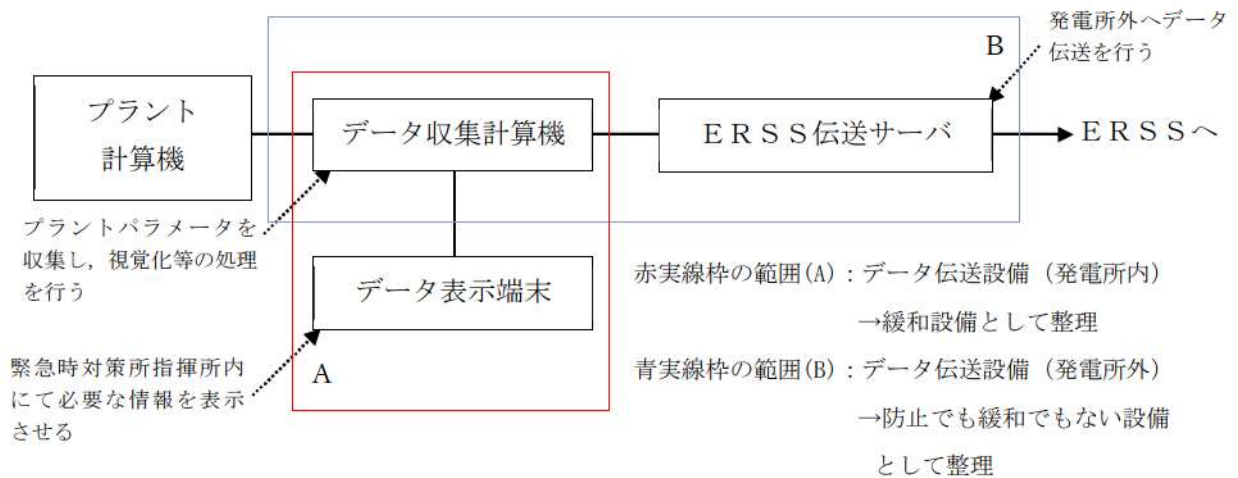 発電所外へデータ
伝送を行う
B
プラント
計算機
データ収集計算機
ERSS伝送サーバ
ERSSへ
プラントパラメータを
収集し,視覚化等の処理
を行う
データ表示端末
緊急時対策所指揮所内
にて必要な情報を表示
させる
A
赤実線枠の範囲(A):データ伝送設備(発電所内)
→緩和設備として整理
青実線枠の範囲(B):データ伝送設備(発電所外)
→防止でも緩和でもない設備
として整理